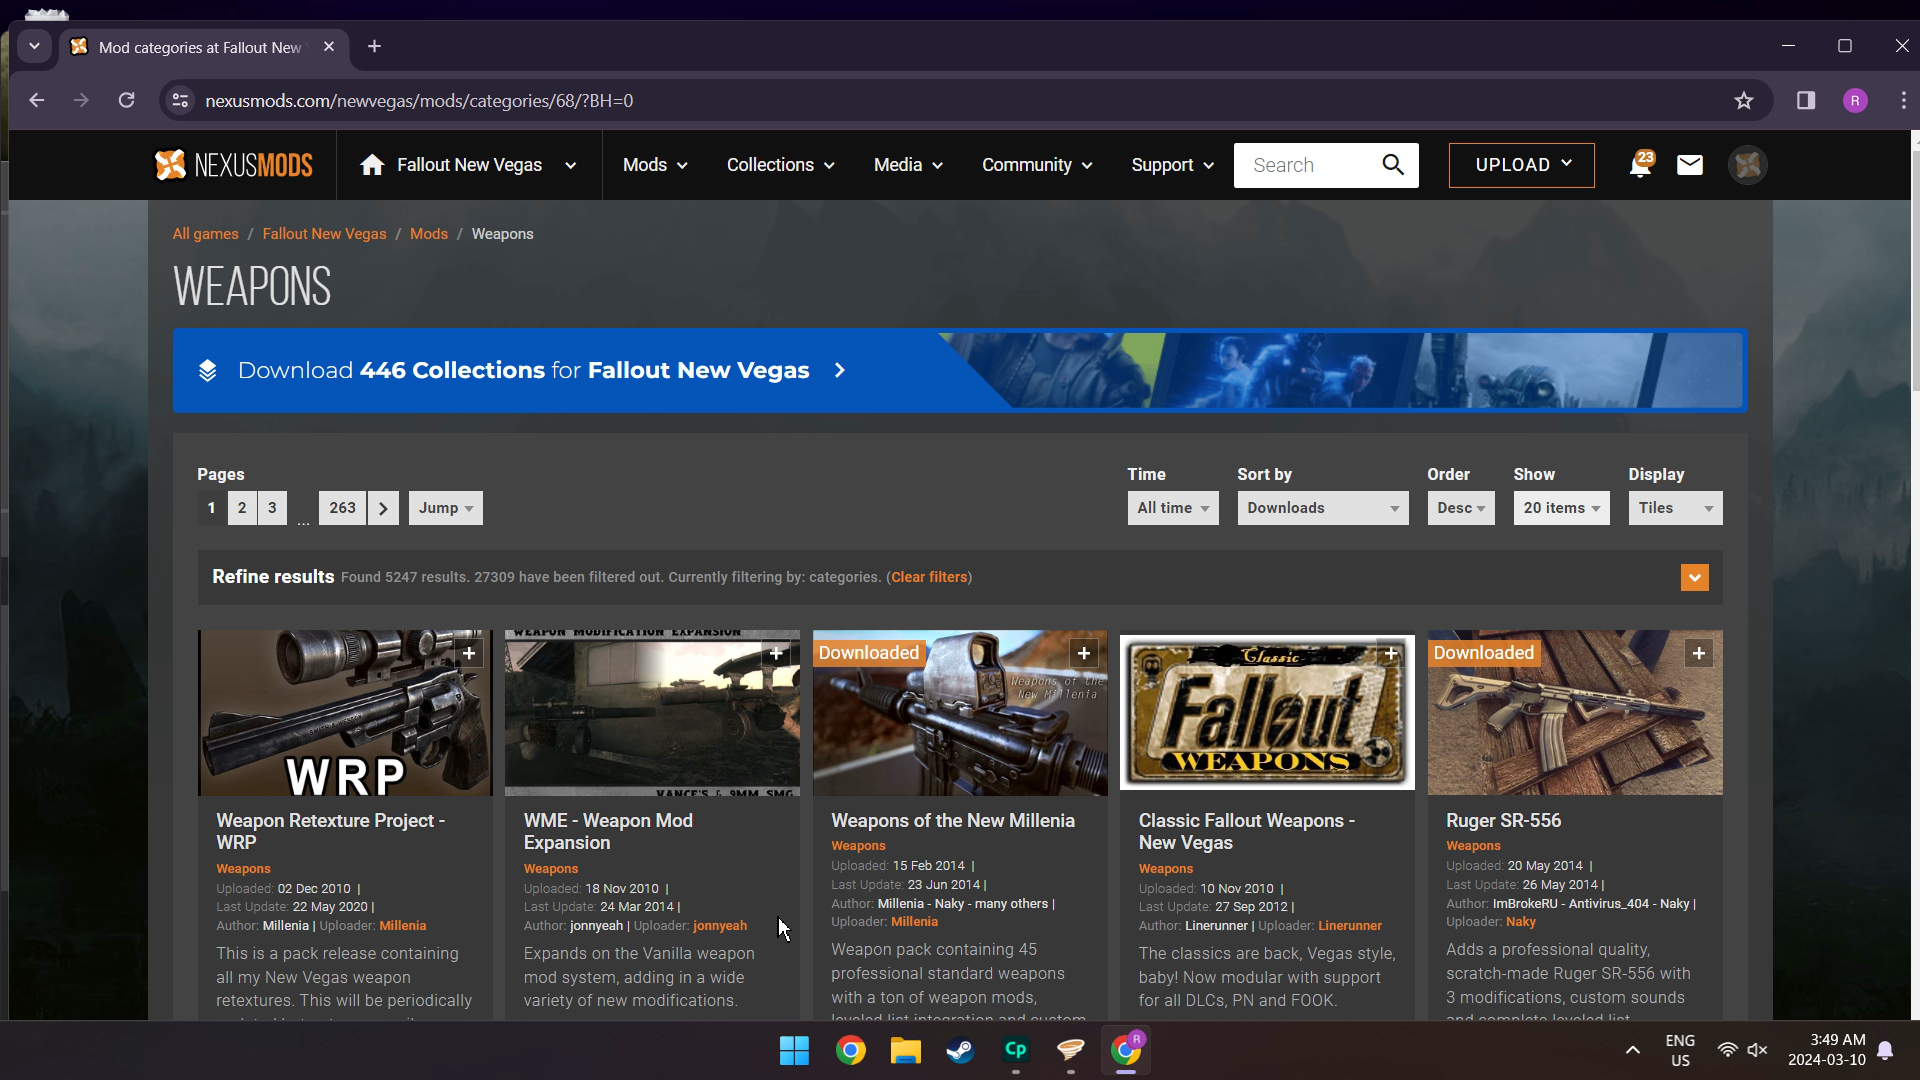 Mod categories at Fallout New
nexusmods.com/newvegas/mods/categories/68/?BH=0
R
NEXUSMODS
Fallout New Vegas
Mods
Collections
Media
Community
Support
Search
UPLOAD
23
All games / Fallout New Vegas / Mods / Weapons
WEAPONS
Download 446 Collections for Fallout New Vegas
Pages
1 2 3 ... 263 > Jump
Time
All time
Sort by
Downloads
Order
Desc
Show
20 items
Display
Tiles
Refine results Found 5247 results. 27309 have been filtered out. Currently filtering by: categories. (Clear filters)
WRP
Weapon Retexture Project -
WRP
Weapons
Uploaded: 02 Dec 2010 |
Last Update: 22 May 2020 |
Author: Millenia | Uploader: Millenia
This is a pack release containing
all my New Vegas weapon
retextures. This will be periodically
WEAPON MODIFICATION EXPANSION
VANCE'S & 9MM SMG
WME - Weapon Mod
Expansion
Weapons
Uploaded: 18 Nov 2010 |
Last Update: 24 Mar 2014 |
Author: jonnyeah | Uploader: jonnyeah
Expands on the Vanilla weapon
mod system, adding in a wide
variety of new modifications.
Downloaded
Weapons of the
New Millenia
Weapons of the New Millenia
Weapons
Uploaded: 15 Feb 2014 |
Last Update: 23 Jun 2014 |
Author: Millenia - Naky - many others |
Uploader: Millenia
Weapon pack containing 45
professional standard weapons
with a ton of weapon mods,
leveled list integration and custom
Classic
Fallout
WEAPONS
Classic Fallout Weapons -
New Vegas
Weapons
Uploaded: 10 Nov 2010 |
Last Update: 27 Sep 2012 |
Author: Linerunner | Uploader: Linerunner
The classics are back, Vegas style,
baby! Now modular with support
for all DLCs, PN and FOOK.
Downloaded
Ruger SR-556
Weapons
Uploaded: 20 May 2014 |
Last Update: 26 May 2014 |
Author: ImBrokeRU - Antivirus_404 - Naky |
Uploader: Naky
Adds a professional quality,
scratch-made Ruger SR-556 with
3 modifications, custom sounds
and complete leveled list
Cp
R
ENG
US
3:49 AM
2024-03-10